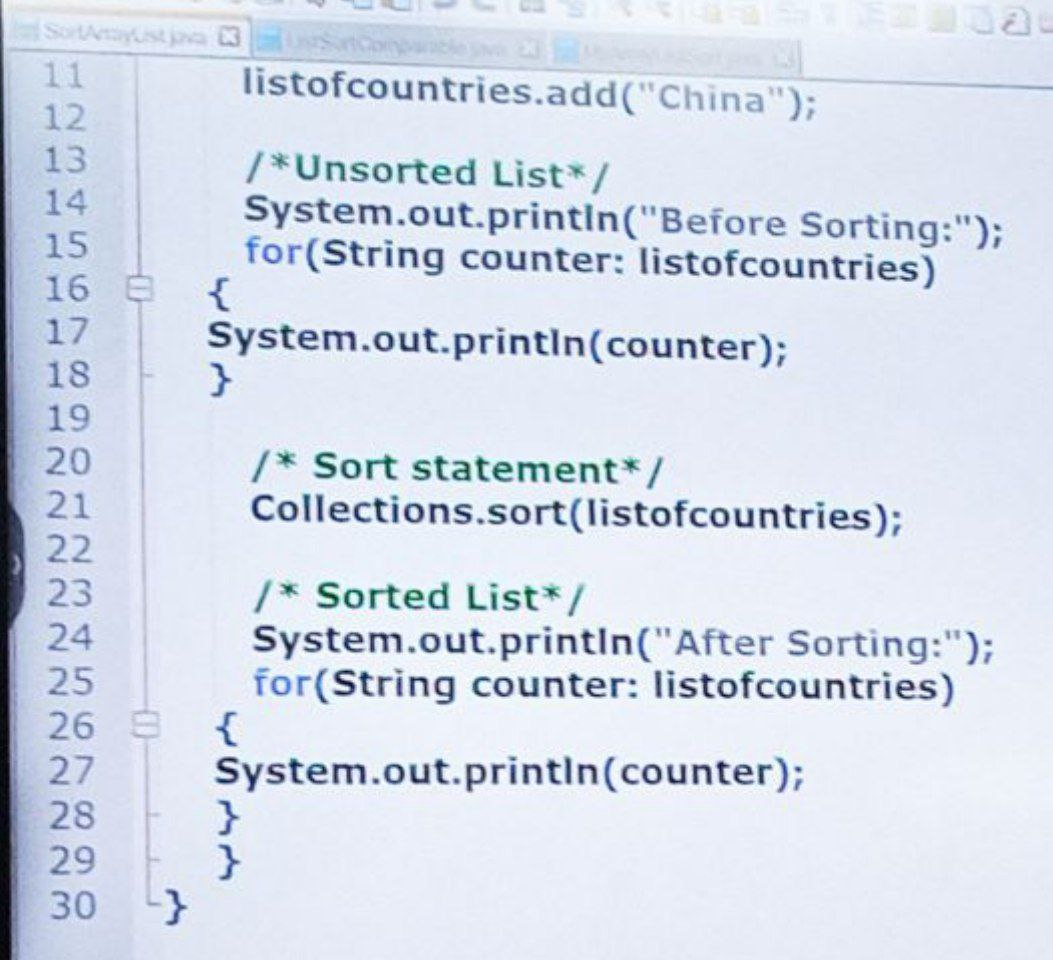 SortArrayList.java
ListSortComparable.java
11 listofcountries.add("China");
12
13 /*Unsorted List*/
14 System.out.println("Before Sorting:");
15 for(String counter: listofcountries)
16 {
17 System.out.println(counter);
18 }
19
20 /* Sort statement*/
21 Collections.sort(listofcountries);
22
23 /* Sorted List*/
24 System.out.println("After Sorting:");
25 for(String counter: listofcountries)
26 {
27 System.out.println(counter);
28 }
29 }
30 }